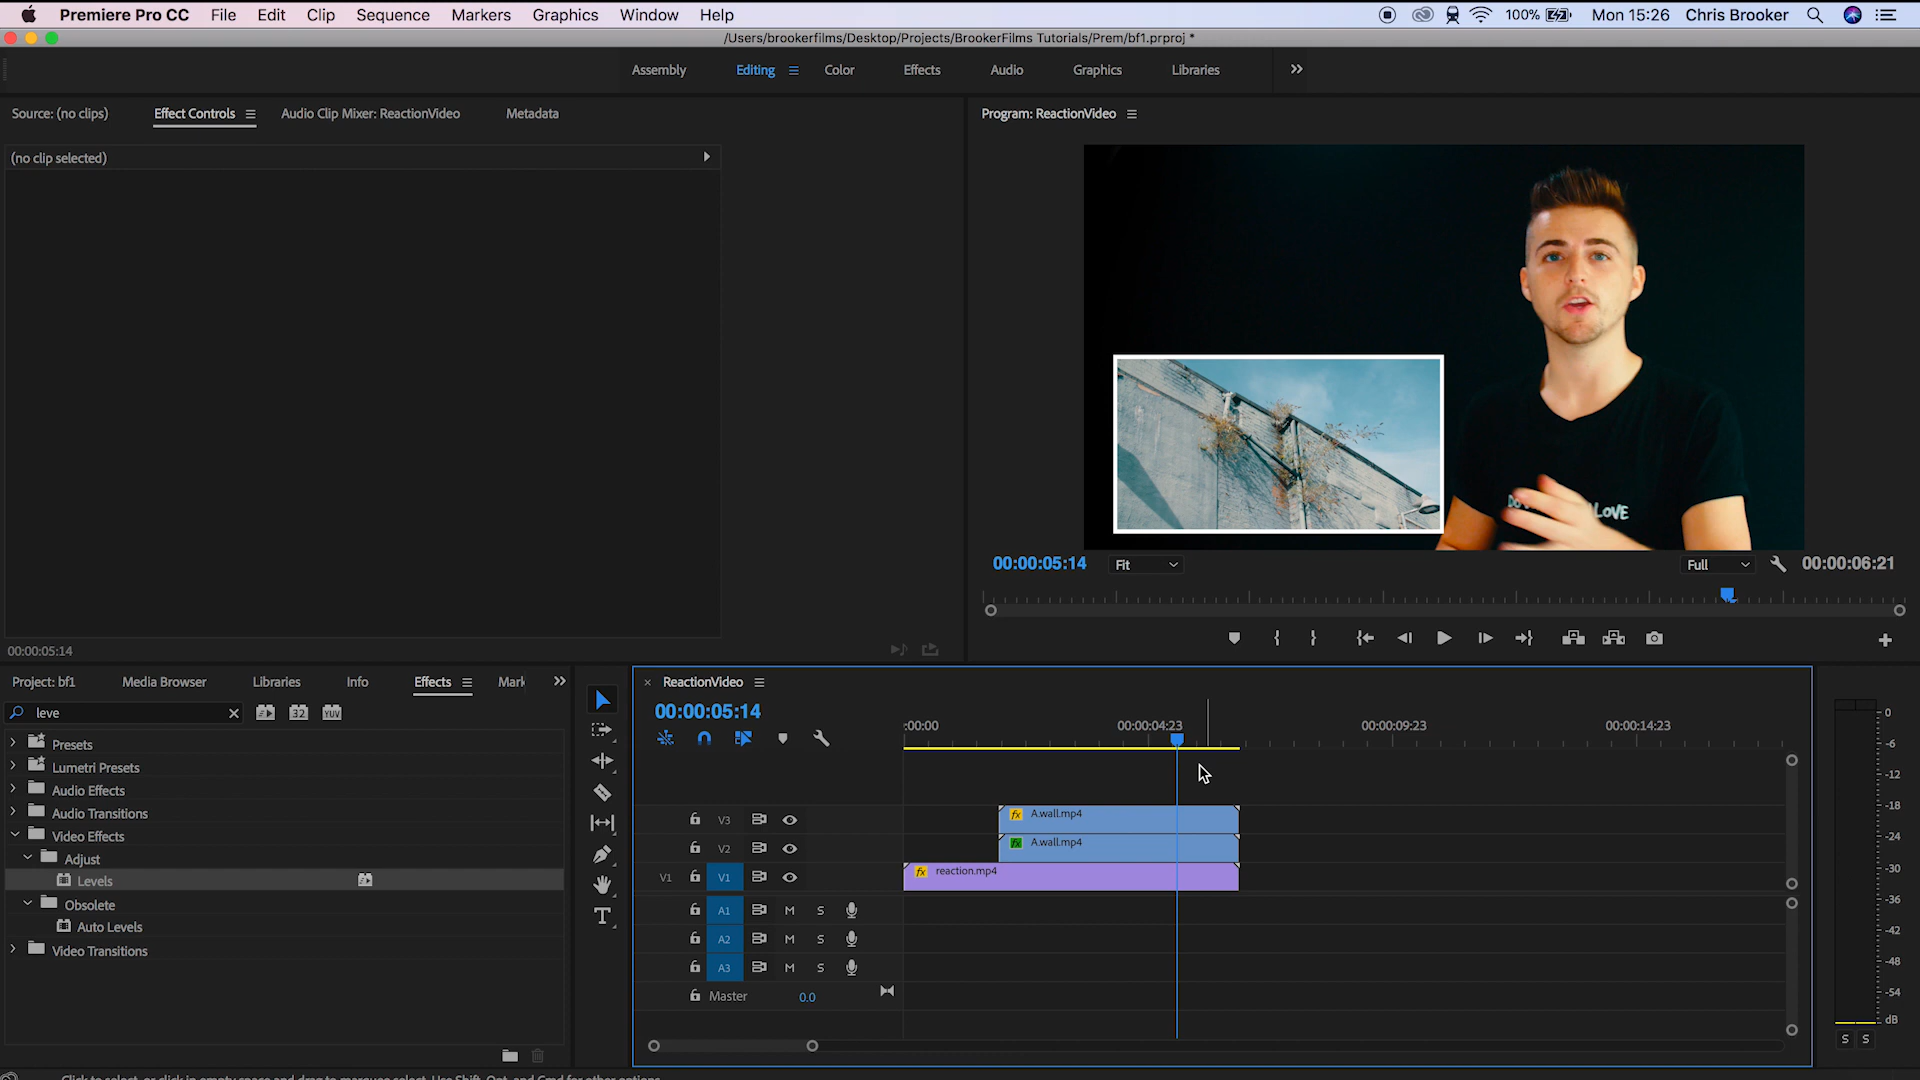 Premiere Pro CC File Edit Clip Sequence Markers Graphics Window Help 100% Mon 15:26 Chris Brooker
/Users/brookerfilms/Desktop/Projects/BrookerFilms Tutorials/Prem/bf1.prproj *
Assembly Editing Color Effects Audio Graphics Libraries
Source: (no clips) Effect Controls Audio Clip Mixer: ReactionVideo Metadata
(no clip selected)
00:00:05:14
Program: ReactionVideo
LOVE
00:00:05:14 Fit Full 00:00:06:21
Project: bf1 Media Browser Libraries Info Effects Mark
leve 32 YUV
Presets
Lumetri Presets
Audio Effects
Audio Transitions
Video Effects
Adjust
Levels
Obsolete
Auto Levels
Video Transitions
× ReactionVideo
00:00:05:14
:00:00 00:00:04:23 00:00:09:23 00:00:14:23
V3 A.wall.mp4
V2 A.wall.mp4
V1 V1 fx reaction.mp4
A1 M S
A2 M S
A3 M S
Master 0.0
0
-6
-12
-18
-24
-30
-36
-42
-48
-54
dB
S S
Click to select, or click in empty space and drag to marquee select. Use Shift, Opt, and Cmd for other options.